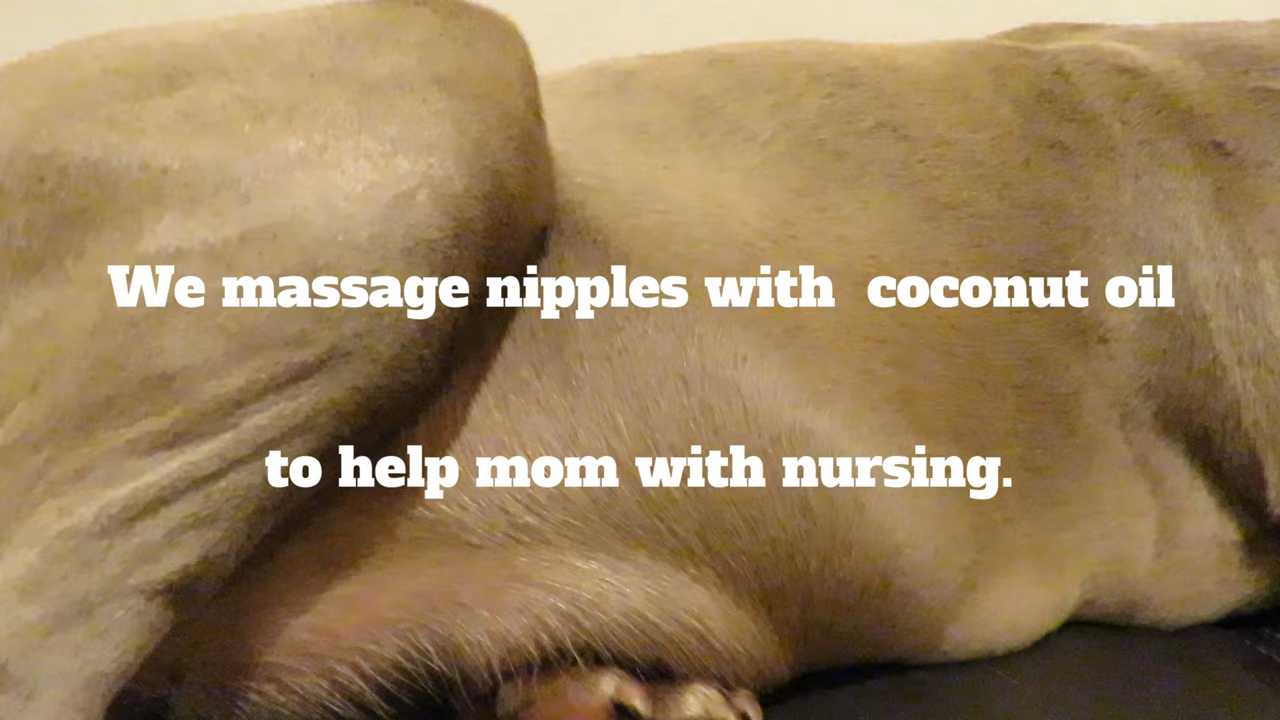 We massage nipples with  coconut oil
to help mom with nursing.